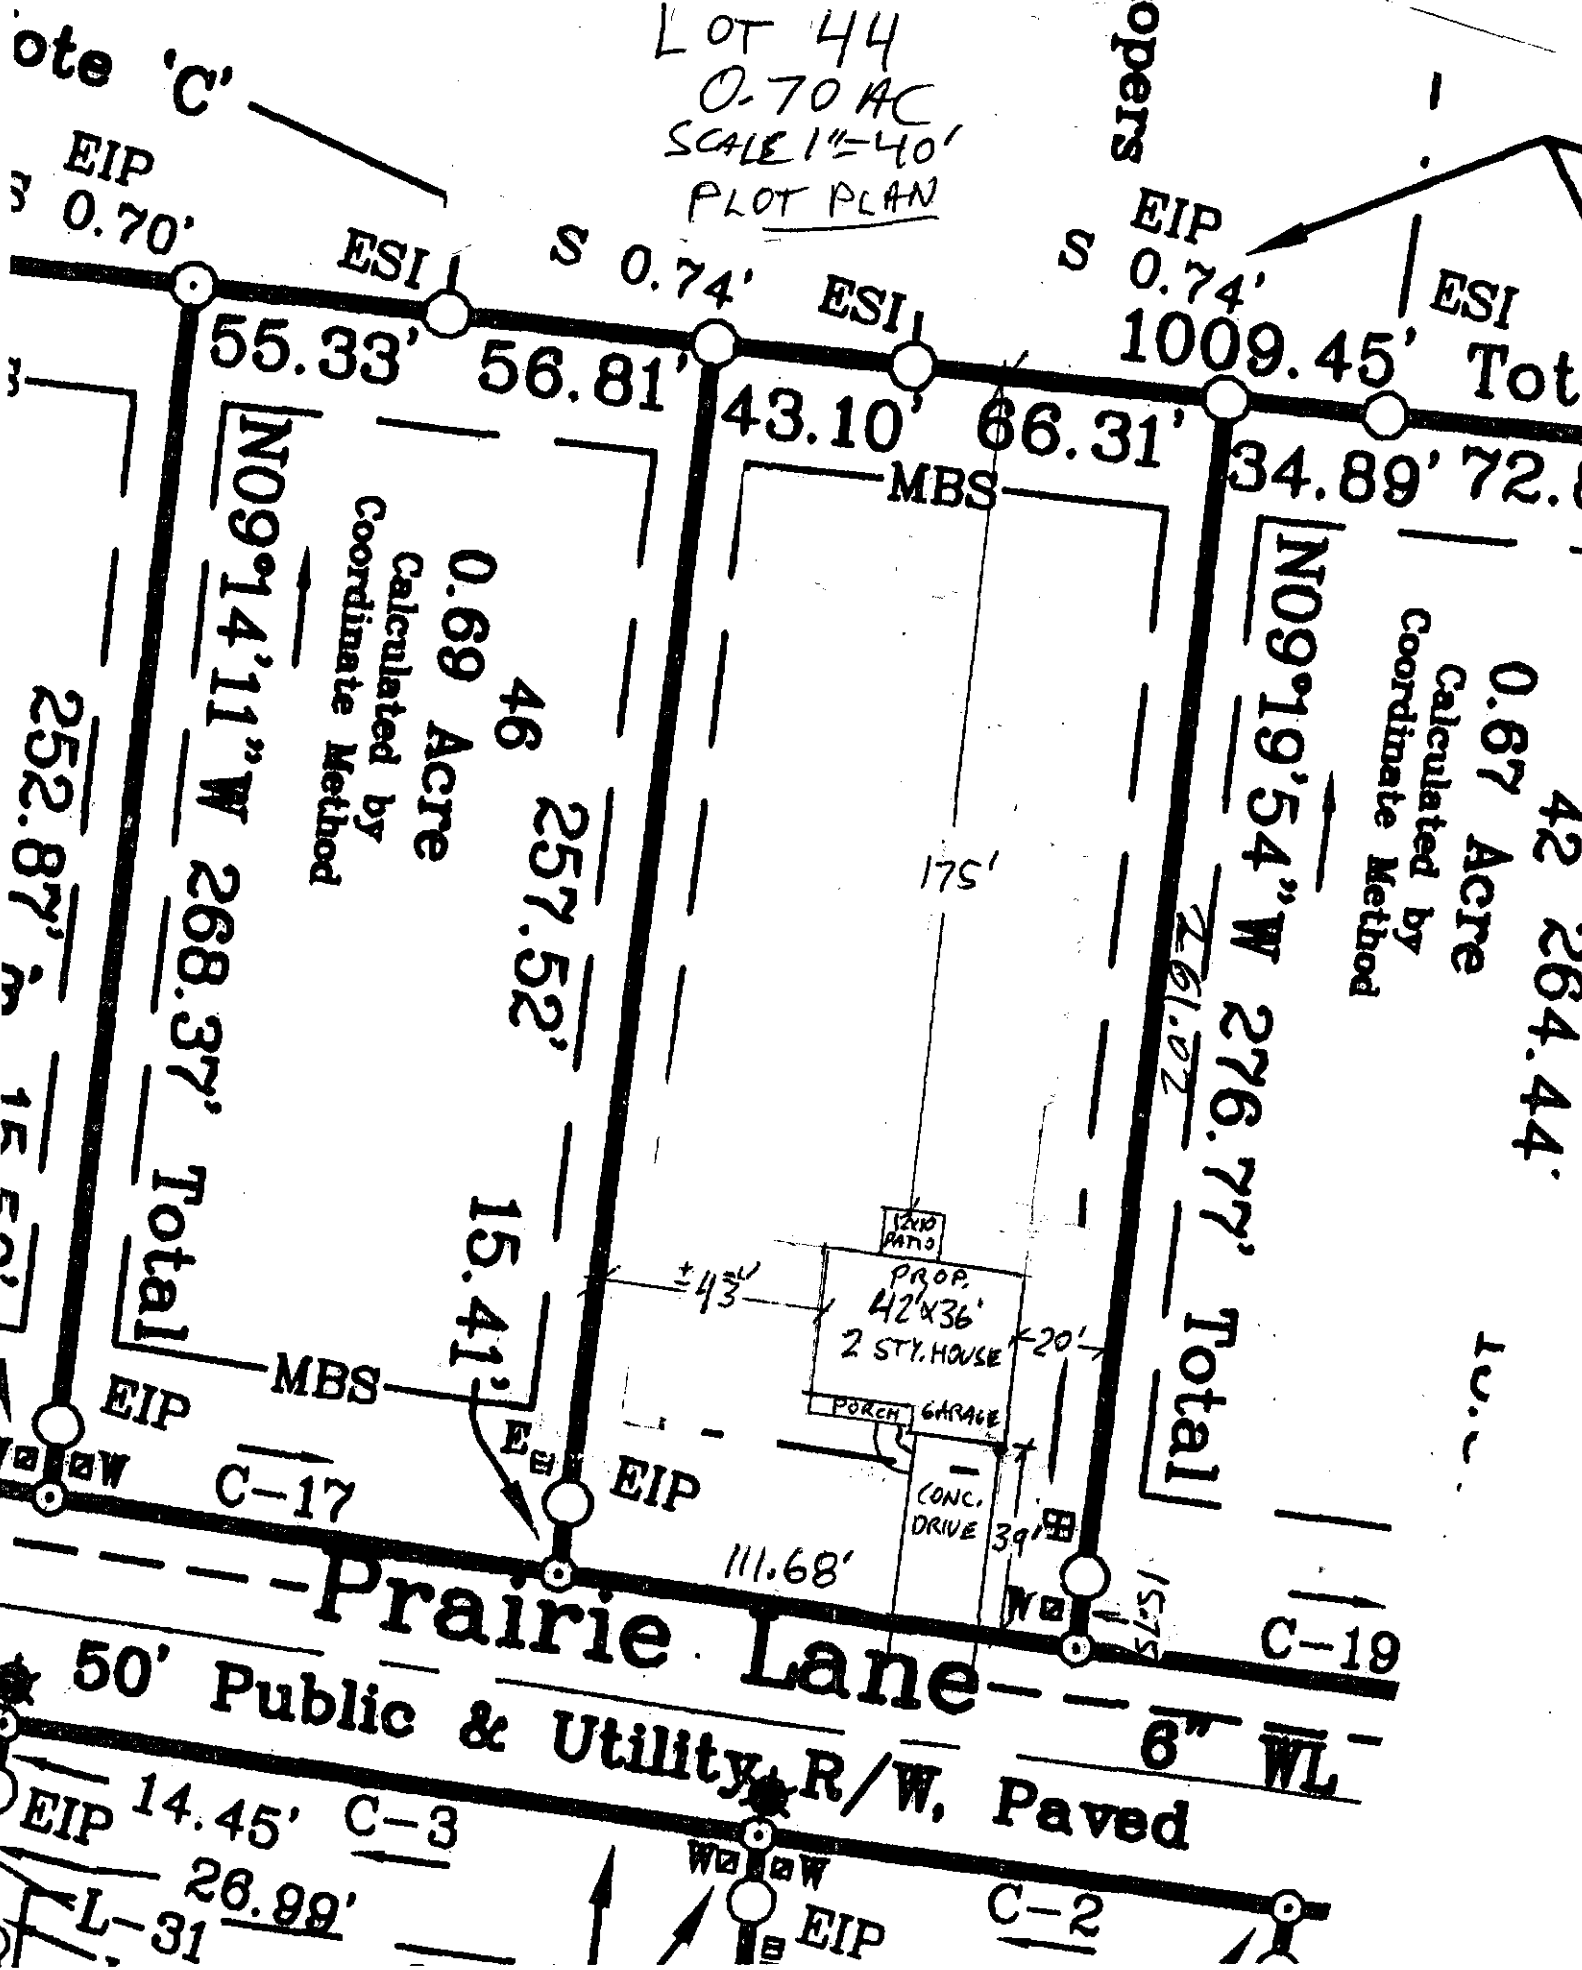 LOT 44
0.70 AC
SCALE 1"=40'
PLOT PLAN
ote 'C'
opers
EIP
S 0.70'
ESI
S 0.74'
ESI
EIP
S 0.74'
ESI
55.33'
56.81'
43.10'
66.31'
1009.45' Tot
34.89'
72.8
MBS
N09°14'11"W 268.37' Total
Calculated by
Coordinate Method
0.69 Acre
46
257.52'
15.41'
252.87'
175'
N09°19'54"W 276.77' Total
261.02
Calculated by
Coordinate Method
0.67 Acre
42
264.44'
12x10
PATIO
PROP.
42'x36'
2 STY. HOUSE
±43'
20'
PORCH
GARAGE
CONC.
DRIVE
39'
MBS
EIP
W
C-17
E
EIP
111.68'
W
15.75
C-19
Prairie Lane
50' Public & Utility R/W, Paved
6" WL
EIP
14.45'
C-3
26.99'
L-31
W
W
EIP
C-2